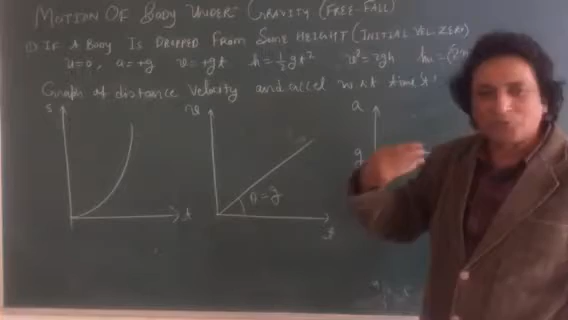 MOTION OF BODY UNDER GRAVITY (FREE-FALL)
(1) IF A BODY IS DROPPED FROM SOME HEIGHT (INITIAL VEL. ZERO)
u=0, a=+g v=+gt h=½gt² v²=2gh
Graph of distance Velocity and accel w.r.t time 't'
s v a
g
θ=g
t t